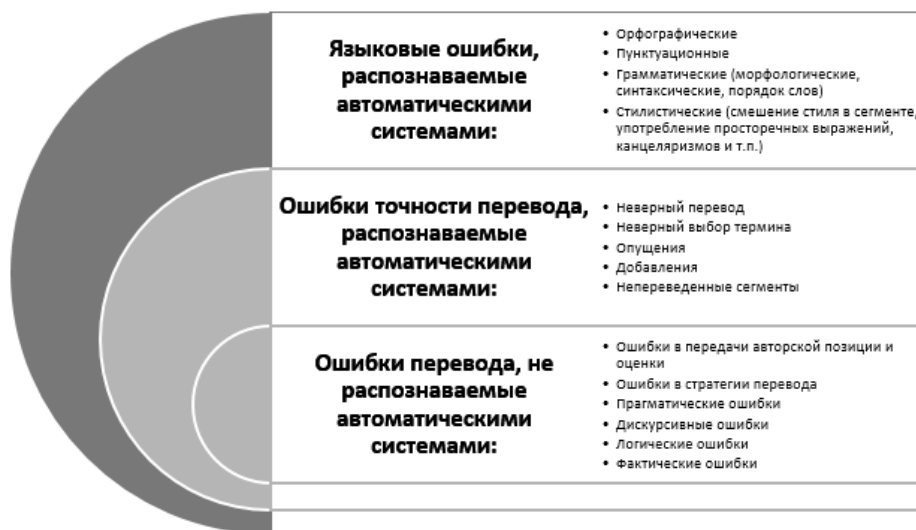 Языковые ошибки,
распознаваемые
автоматическими
системами:
• Орфографические
• Пунктуационные
• Грамматические (морфологические,
синтаксические, порядок слов)
• Стилистические (смешение стиля в сегменте,
употребление просторечных выражений,
канцеляризмов и т.п.)
Ошибки точности перевода,
распознаваемые
автоматическими
системами:
• Неверный перевод
• Неверный выбор термина
• Опущения
• Добавления
• Непереведенные сегменты
Ошибки перевода, не
распознаваемые
автоматическими
системами:
• Ошибки в передачи авторской позиции и
оценки
• Ошибки в стратегии перевода
• Прагматические ошибки
• Дискурсивные ошибки
• Логические ошибки
• Фактические ошибки